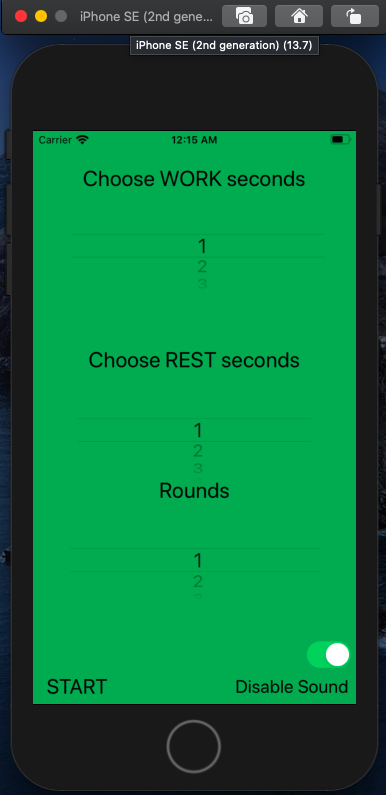 iPhone SE (2nd gene...
iPhone SE (2nd generation) (13.7)
Carrier
12:15 AM
Choose WORK seconds
1
2
3
Choose REST seconds
1
2
3
Rounds
1
2
3
START
Disable Sound